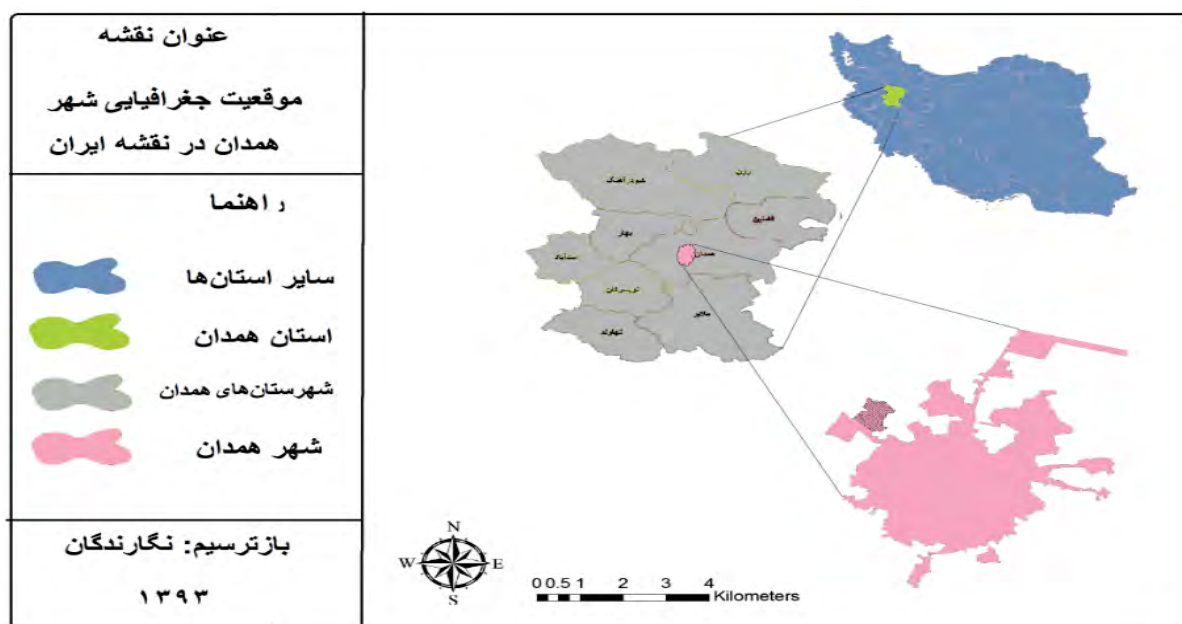 عنوان نقشه
موقعیت جغرافیایی شهر
همدان در نقشه ایران
راهنما
سایر استان‌ها
استان همدان
شهرستان‌های همدان
شهر همدان
بازترسیم: نگارندگان
۱۳۹۳
کبودرآهنگ
رزن
فامنین
بهار
همدان
اسدآباد
تویسرکان
ملایر
نهاوند
N
W E
S
0 0.5 1 2 3 4
Kilometers